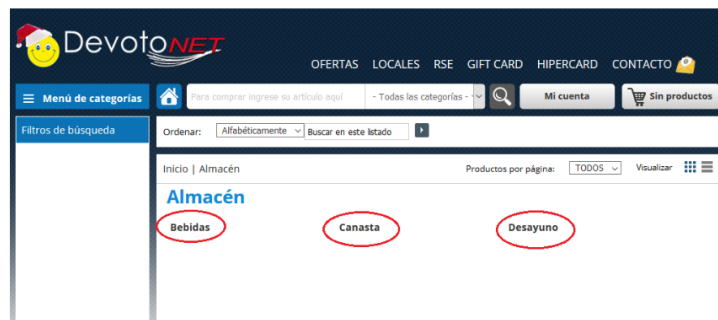 DevotoNET
OFERTAS LOCALES RSE GIFT CARD HIPERCARD CONTACTO
Menú de categorías
Para comprar ingrese su artículo aquí
- Todas las categorías -
Mi cuenta
Sin productos
Filtros de búsqueda
Ordenar: Alfabéticamente Buscar en este listado
Inicio | Almacén
Productos por página: TODOS Visualizar
Almacén
Bebidas Canasta Desayuno